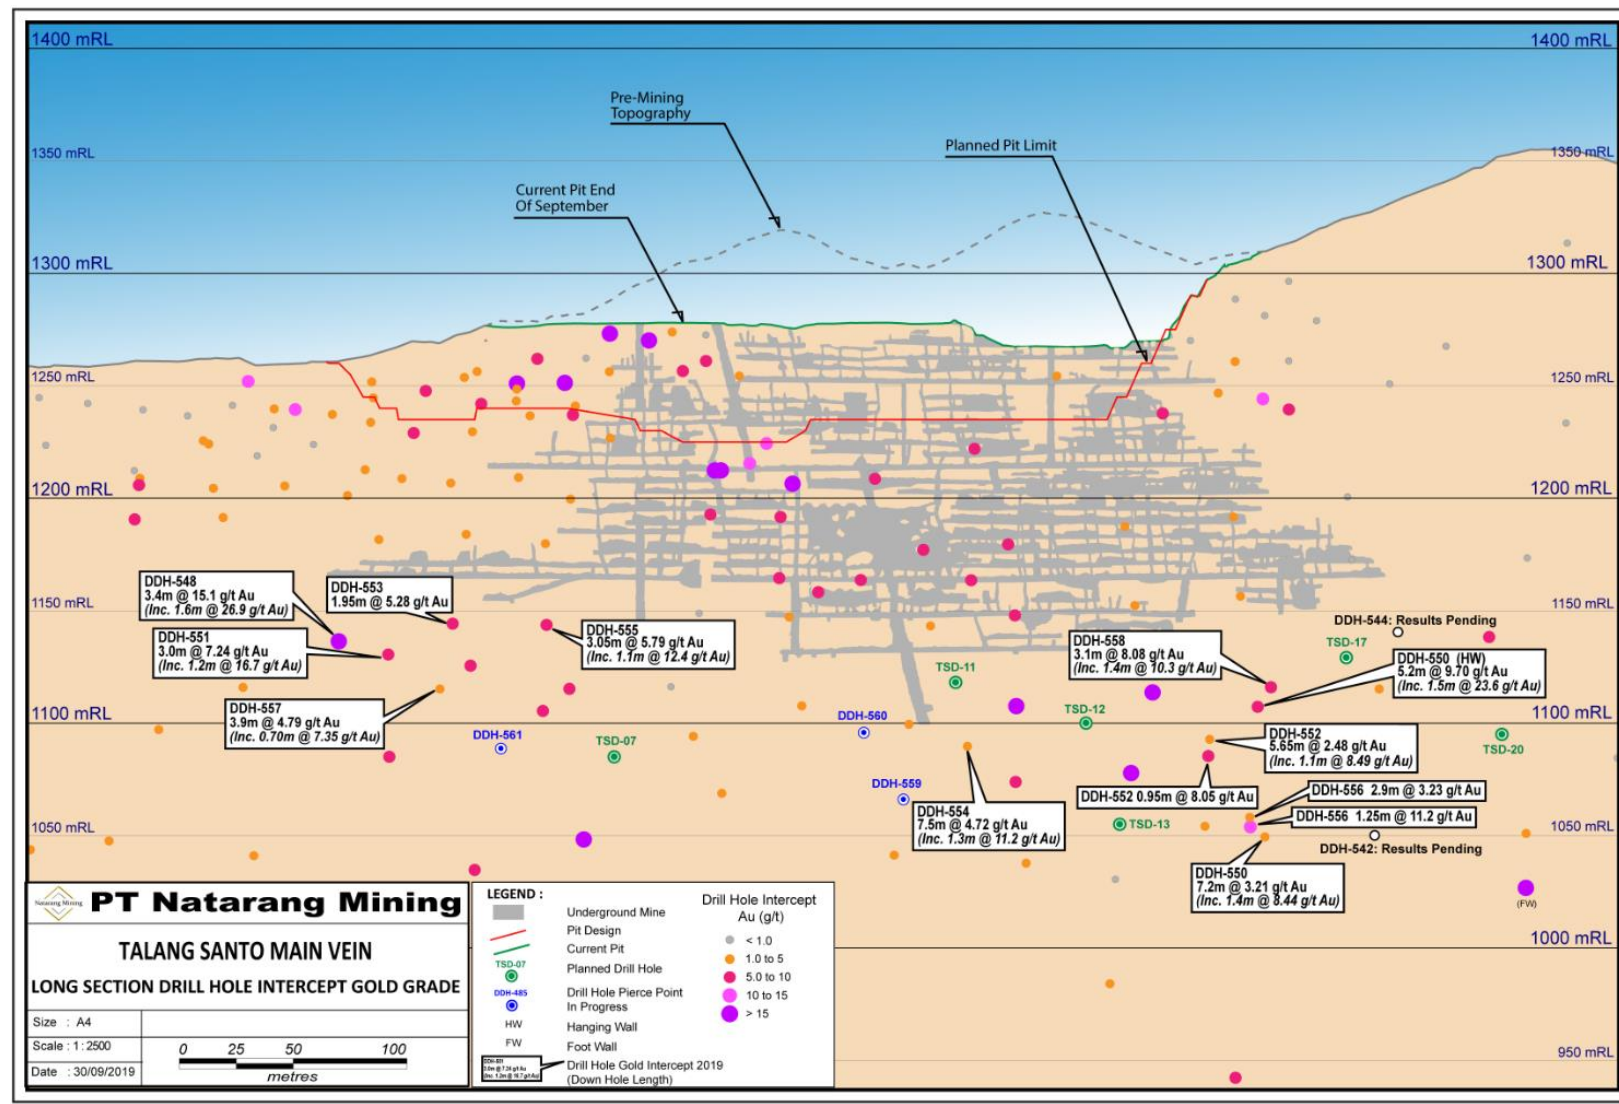 1400 mRL
1400 mRL
Pre-Mining
Topography
Planned Pit Limit
1350 mRL
1350 mRL
Current Pit End
Of September
1300 mRL
1300 mRL
1250 mRL
1250 mRL
1200 mRL
1200 mRL
1150 mRL
1150 mRL
DDH-548
3.4m @ 15.1 g/t Au
(Inc. 1.6m @ 26.9 g/t Au)
DDH-553
1.95m @ 5.28 g/t Au
DDH-551
3.0m @ 7.24 g/t Au
(Inc. 1.2m @ 16.7 g/t Au)
DDH-555
3.05m @ 5.79 g/t Au
(Inc. 1.1m @ 12.4 g/t Au)
DDH-557
3.9m @ 4.79 g/t Au
(Inc. 0.70m @ 7.35 g/t Au)
DDH-544: Results Pending
TSD-17
DDH-558
3.1m @ 8.08 g/t Au
(Inc. 1.4m @ 10.3 g/t Au)
DDH-550 (HW)
5.2m @ 9.70 g/t Au
(Inc. 1.5m @ 23.6 g/t Au)
TSD-11
TSD-12
1100 mRL
1100 mRL
DDH-561
TSD-07
DDH-560
DDH-559
DDH-552
5.65m @ 2.48 g/t Au
(Inc. 1.1m @ 8.49 g/t Au)
TSD-20
DDH-552 0.95m @ 8.05 g/t Au
DDH-556 2.9m @ 3.23 g/t Au
DDH-556 1.25m @ 11.2 g/t Au
DDH-554
7.5m @ 4.72 g/t Au
(Inc. 1.3m @ 11.2 g/t Au)
TSD-13
1050 mRL
1050 mRL
DDH-542: Results Pending
DDH-550
7.2m @ 3.21 g/t Au
(Inc. 1.4m @ 8.44 g/t Au)
(FW)
1000 mRL
950 mRL
Natarang Mining
PT Natarang Mining
TALANG SANTO MAIN VEIN
LONG SECTION DRILL HOLE INTERCEPT GOLD GRADE
Size : A4
Scale : 1 : 2500
Date : 30/09/2019
0 25 50 100
metres
LEGEND :
Underground Mine
Pit Design
Current Pit
TSD-07
Planned Drill Hole
DDH-485
Drill Hole Pierce Point
In Progress
HW
Hanging Wall
FW
Foot Wall
DDH-551
3.0m @ 7.24 g/t Au
(Inc. 1.2m @ 16.7 g/t Au)
Drill Hole Gold Intercept 2019
(Down Hole Length)
Drill Hole Intercept
Au (g/t)
< 1.0
1.0 to 5
5.0 to 10
10 to 15
> 15